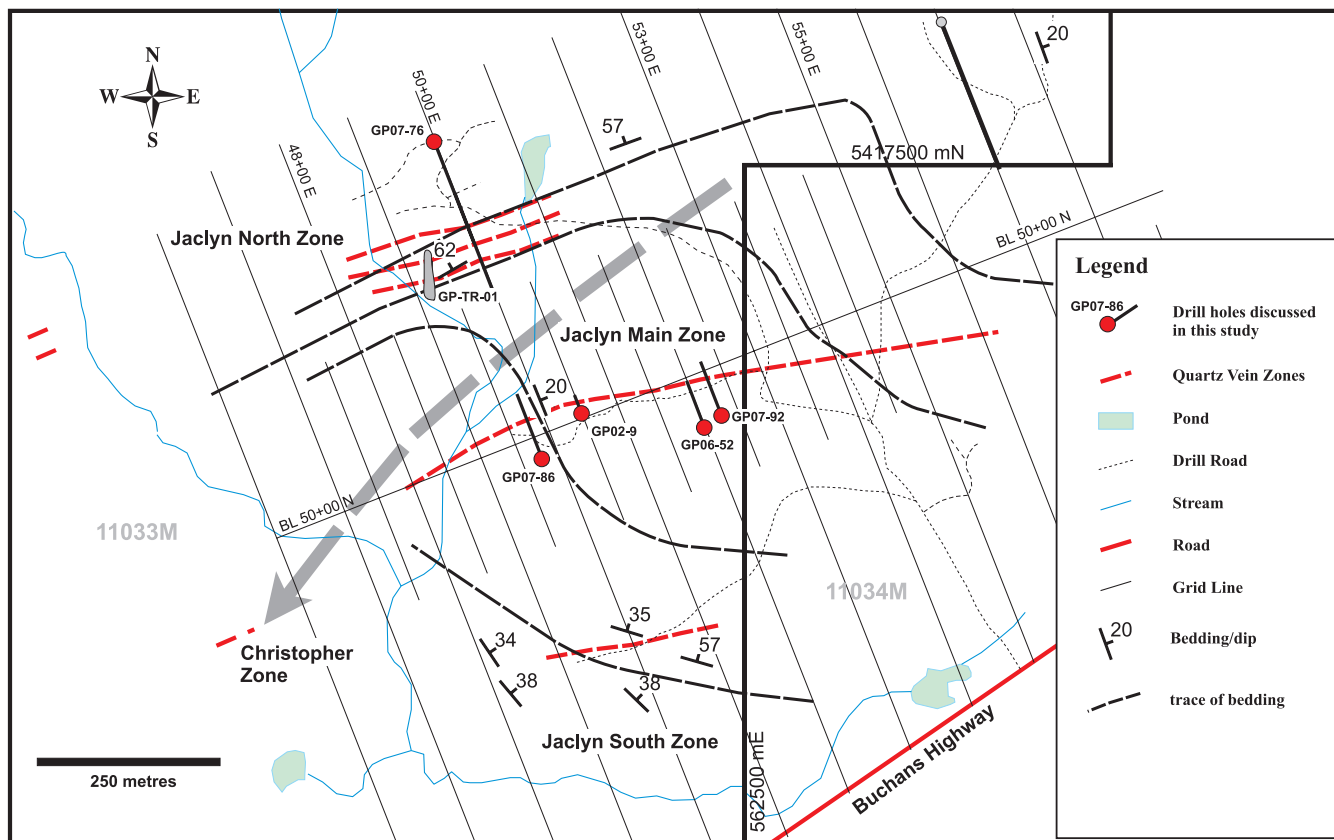 N
W
E
S
50+00 E
53+00 E
55+00 E
20
GP07-76
57
5417500 mN
48+00 E
Jaclyn North Zone
62
GP-TR-01
BL 50+00 N
Jaclyn Main Zone
20
GP02-9
GP07-92
GP06-52
GP07-86
BL 50+00 N
11033M
11034M
35
34
57
38
38
Christopher
Zone
Jaclyn South Zone
562500 mE
Buchans Highway
250 metres
Legend
GP07-86
Drill holes discussed
in this study
Quartz Vein Zones
Pond
Drill Road
Stream
Road
Grid Line
20
Bedding/dip
trace of bedding